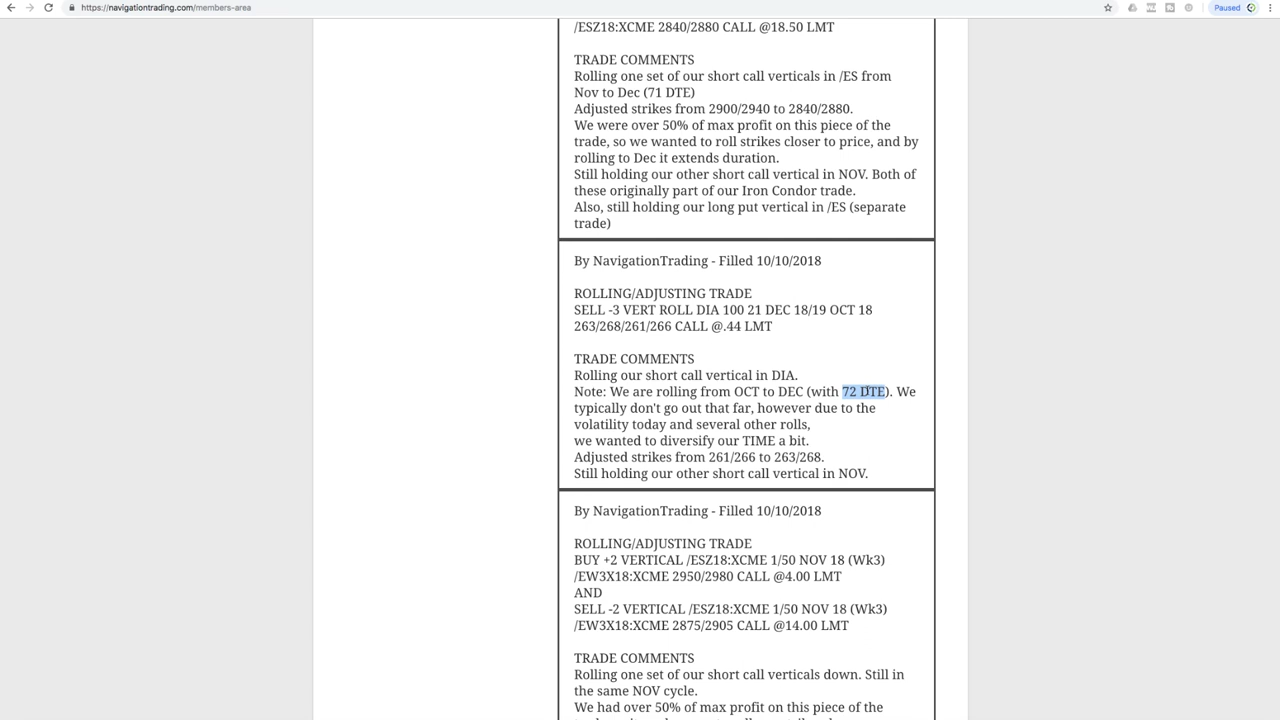 https://navigationtrading.com/members-area
Paused
/ESZ18:XCME 2840/2880 CALL @18.50 LMT
TRADE COMMENTS
Rolling one set of our short call verticals in /ES from
Nov to Dec (71 DTE)
Adjusted strikes from 2900/2940 to 2840/2880.
We were over 50% of max profit on this piece of the
trade, so we wanted to roll strikes closer to price, and by
rolling to Dec it extends duration.
Still holding our other short call vertical in NOV. Both of
these originally part of our Iron Condor trade.
Also, still holding our long put vertical in /ES (separate
trade)
By NavigationTrading - Filled 10/10/2018
ROLLING/ADJUSTING TRADE
SELL -3 VERT ROLL DIA 100 21 DEC 18/19 OCT 18
263/268/261/266 CALL @.44 LMT
TRADE COMMENTS
Rolling our short call vertical in DIA.
Note: We are rolling from OCT to DEC (with 72 DTE). We
typically don't go out that far, however due to the
volatility today and several other rolls,
we wanted to diversify our TIME a bit.
Adjusted strikes from 261/266 to 263/268.
Still holding our other short call vertical in NOV.
By NavigationTrading - Filled 10/10/2018
ROLLING/ADJUSTING TRADE
BUY +2 VERTICAL /ESZ18:XCME 1/50 NOV 18 (Wk3)
/EW3X18:XCME 2950/2980 CALL @4.00 LMT
AND
SELL -2 VERTICAL /ESZ18:XCME 1/50 NOV 18 (Wk3)
/EW3X18:XCME 2875/2905 CALL @14.00 LMT
TRADE COMMENTS
Rolling one set of our short call verticals down. Still in
the same NOV cycle.
We had over 50% of max profit on this piece of the